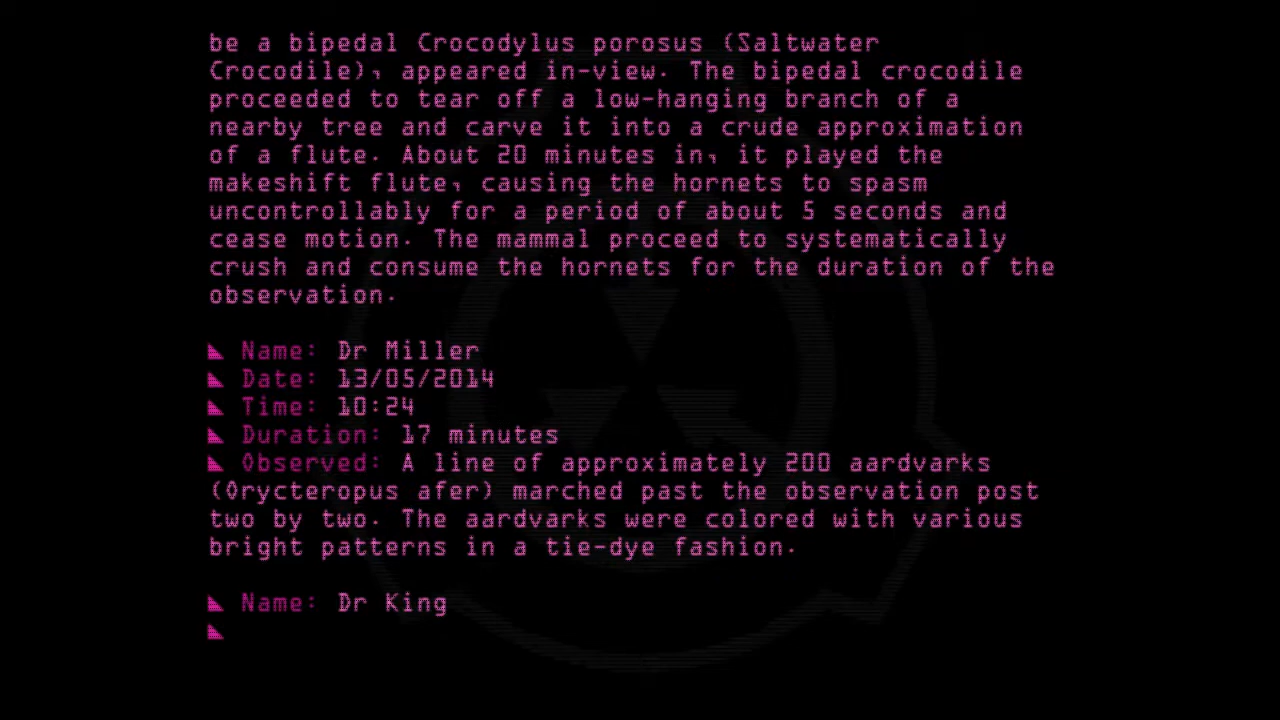 be a bipedal Crocodylus porosus (Saltwater
Crocodile), appeared in-view. The bipedal crocodile
proceeded to tear off a low-hanging branch of a
nearby tree and carve it into a crude approximation
of a flute. About 20 minutes in, it played the
makeshift flute, causing the hornets to spasm
uncontrollably for a period of about 5 seconds and
cease motion. The mammal proceed to systematically
crush and consume the hornets for the duration of the
observation.
Name: Dr Miller
Date: 13/05/2014
Time: 10:24
Duration: 17 minutes
Observed: A line of approximately 200 aardvarks
(Orycteropus afer) marched past the observation post
two by two. The aardvarks were colored with various
bright patterns in a tie-dye fashion.
Name: Dr King